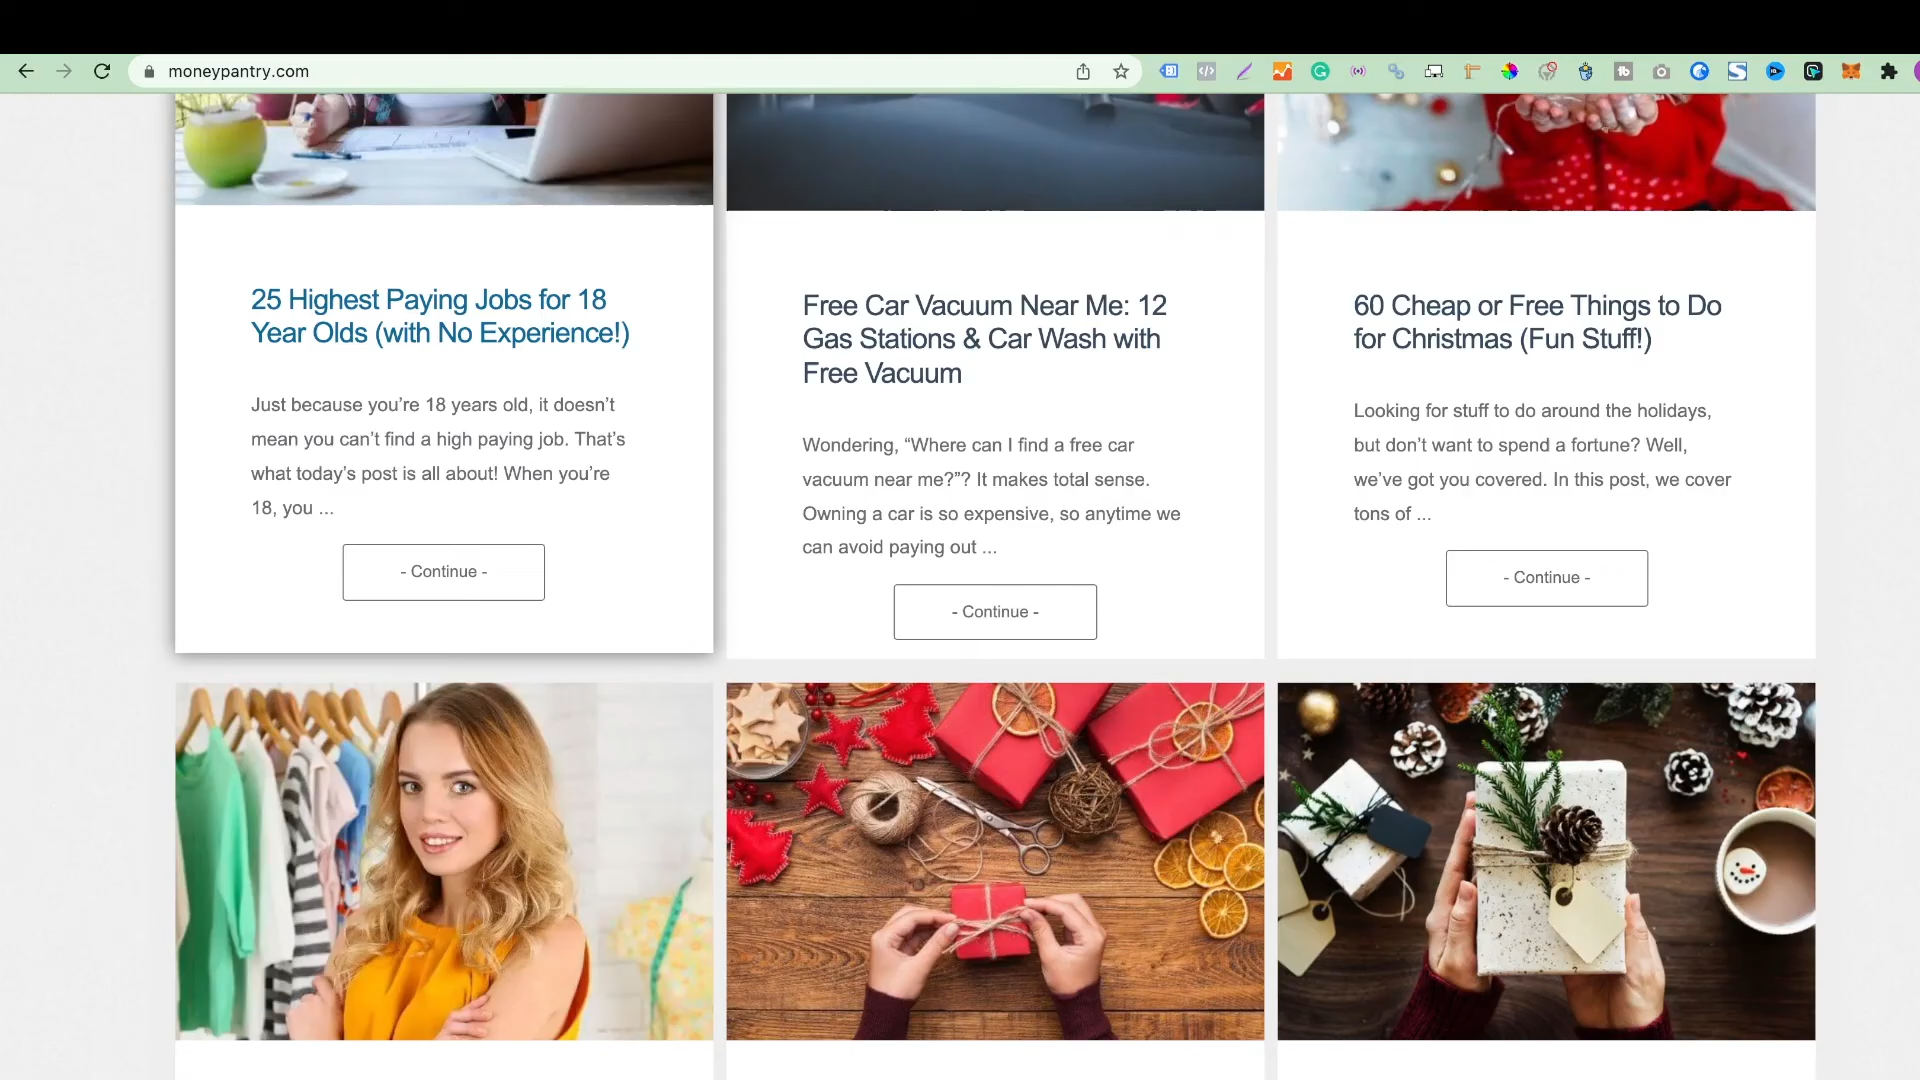 moneypantry.com
25 Highest Paying Jobs for 18
Year Olds (with No Experience!)
Just because you’re 18 years old, it doesn’t
mean you can’t find a high paying job. That’s
what today’s post is all about! When you’re
18, you ...
- Continue -
Free Car Vacuum Near Me: 12
Gas Stations & Car Wash with
Free Vacuum
Wondering, “Where can I find a free car
vacuum near me?”? It makes total sense.
Owning a car is so expensive, so anytime we
can avoid paying out ...
- Continue -
60 Cheap or Free Things to Do
for Christmas (Fun Stuff!)
Looking for stuff to do around the holidays,
but don’t want to spend a fortune? Well,
we’ve got you covered. In this post, we cover
tons of ...
- Continue -